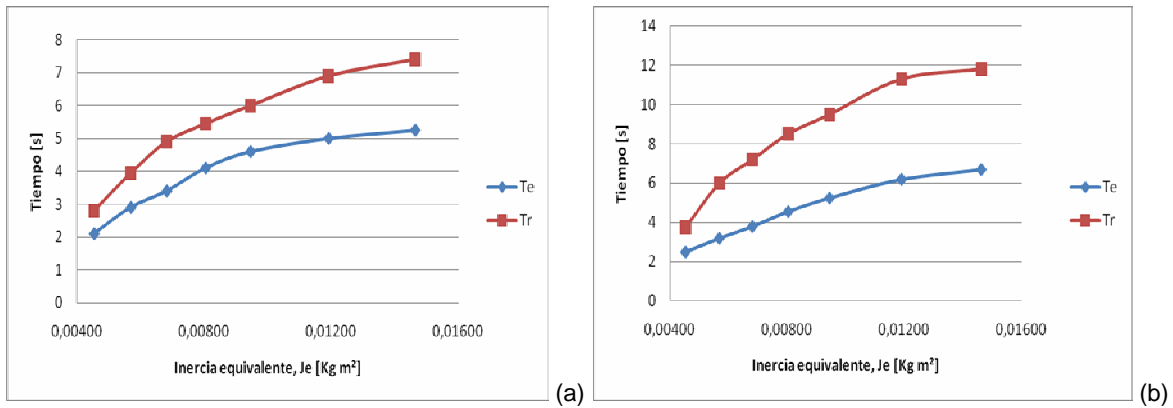 8
7
6
5
4
3
2
1
0
Tiempo [s]
0,00400 0,00800 0,01200 0,01600
Inercia equivalente, Je [Kg m²]
Te
Tr
(a)
14
12
10
8
6
4
2
0
Tiempo [s]
0,00400 0,00800 0,01200 0,01600
Inercia equivalente, Je [Kg m²]
Te
Tr
(b)